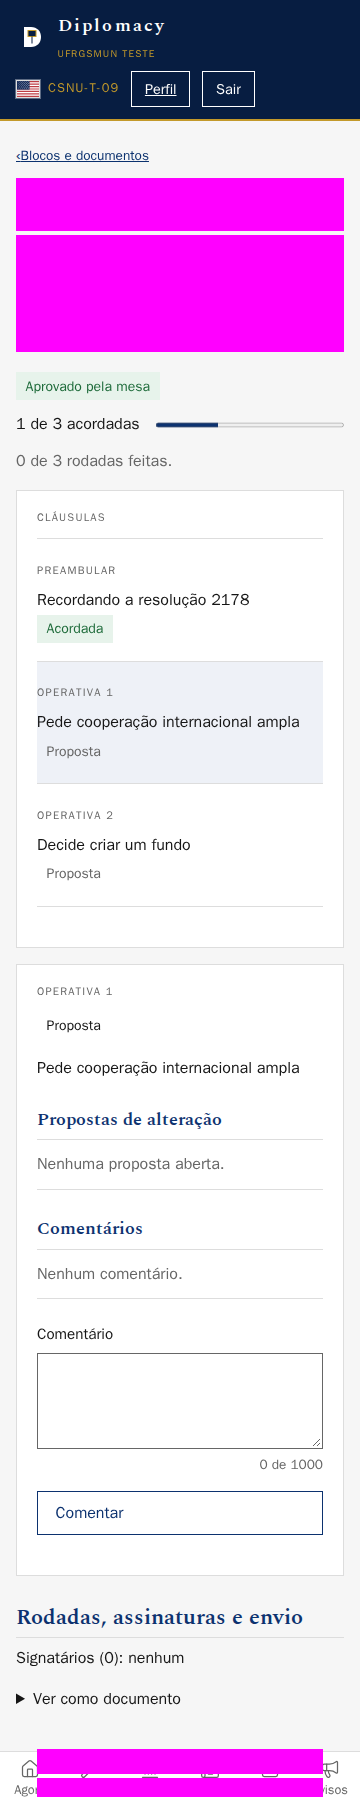 Diplomacy
UFRGSMUN TESTE
CSNU-T-09
Perfil
Sair
‹Blocos e documentos
Aprovado pela mesa
1 de 3 acordadas
0 de 3 rodadas feitas.
CLÁUSULAS
PREAMBULAR
Recordando a resolução 2178
Acordada
OPERATIVA 1
Pede cooperação internacional ampla
Proposta
OPERATIVA 2
Decide criar um fundo
Proposta
OPERATIVA 1
Proposta
Pede cooperação internacional ampla
Propostas de alteração
Nenhuma proposta aberta.
Comentários
Nenhum comentário.
Comentário
0 de 1000
Comentar
Rodadas, assinaturas e envio
Signatários (0): nenhum
Ver como documento